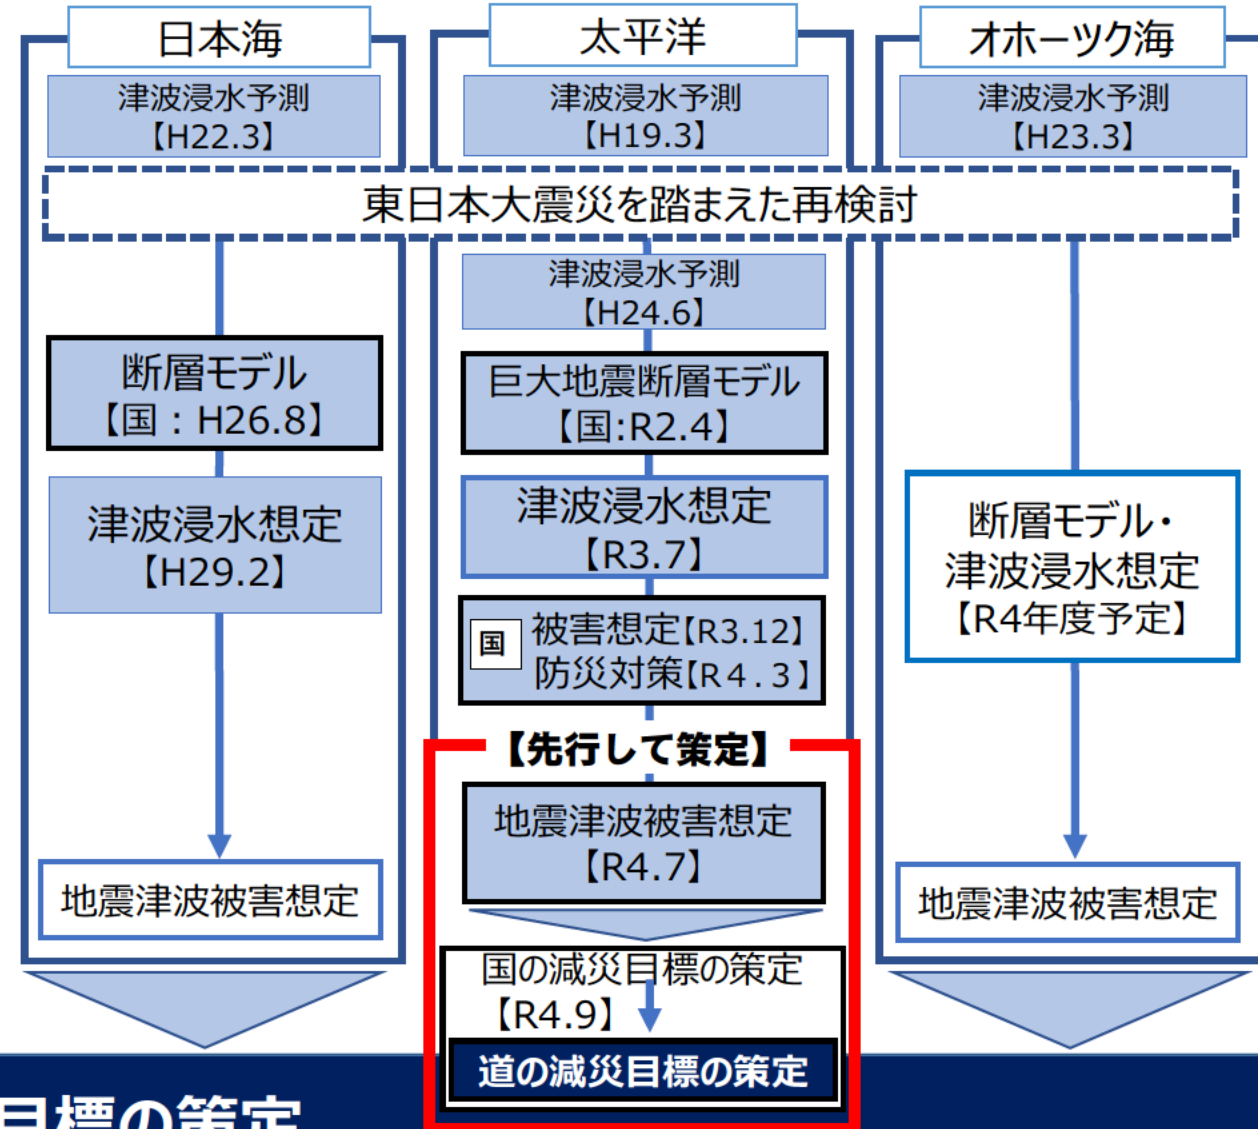 日本海
津波浸水予測
【H22.3】
太平洋
津波浸水予測
【H19.3】
オホーツク海
津波浸水予測
【H23.3】
東日本大震災を踏まえた再検討
断層モデル
【国：H26.8】
津波浸水想定
【H29.2】
地震津波被害想定
津波浸水予測
【H24.6】
巨大地震断層モデル
【国:R2.4】
津波浸水想定
【R3.7】
国
被害想定【R3.12】
防災対策【R４.３】
【先行して策定】
地震津波被害想定
【R4.7】
国の減災目標の策定
【R4.9】
道の減災目標の策定
断層モデル・
津波浸水想定
【R4年度予定】
地震津波被害想定
目標の策定